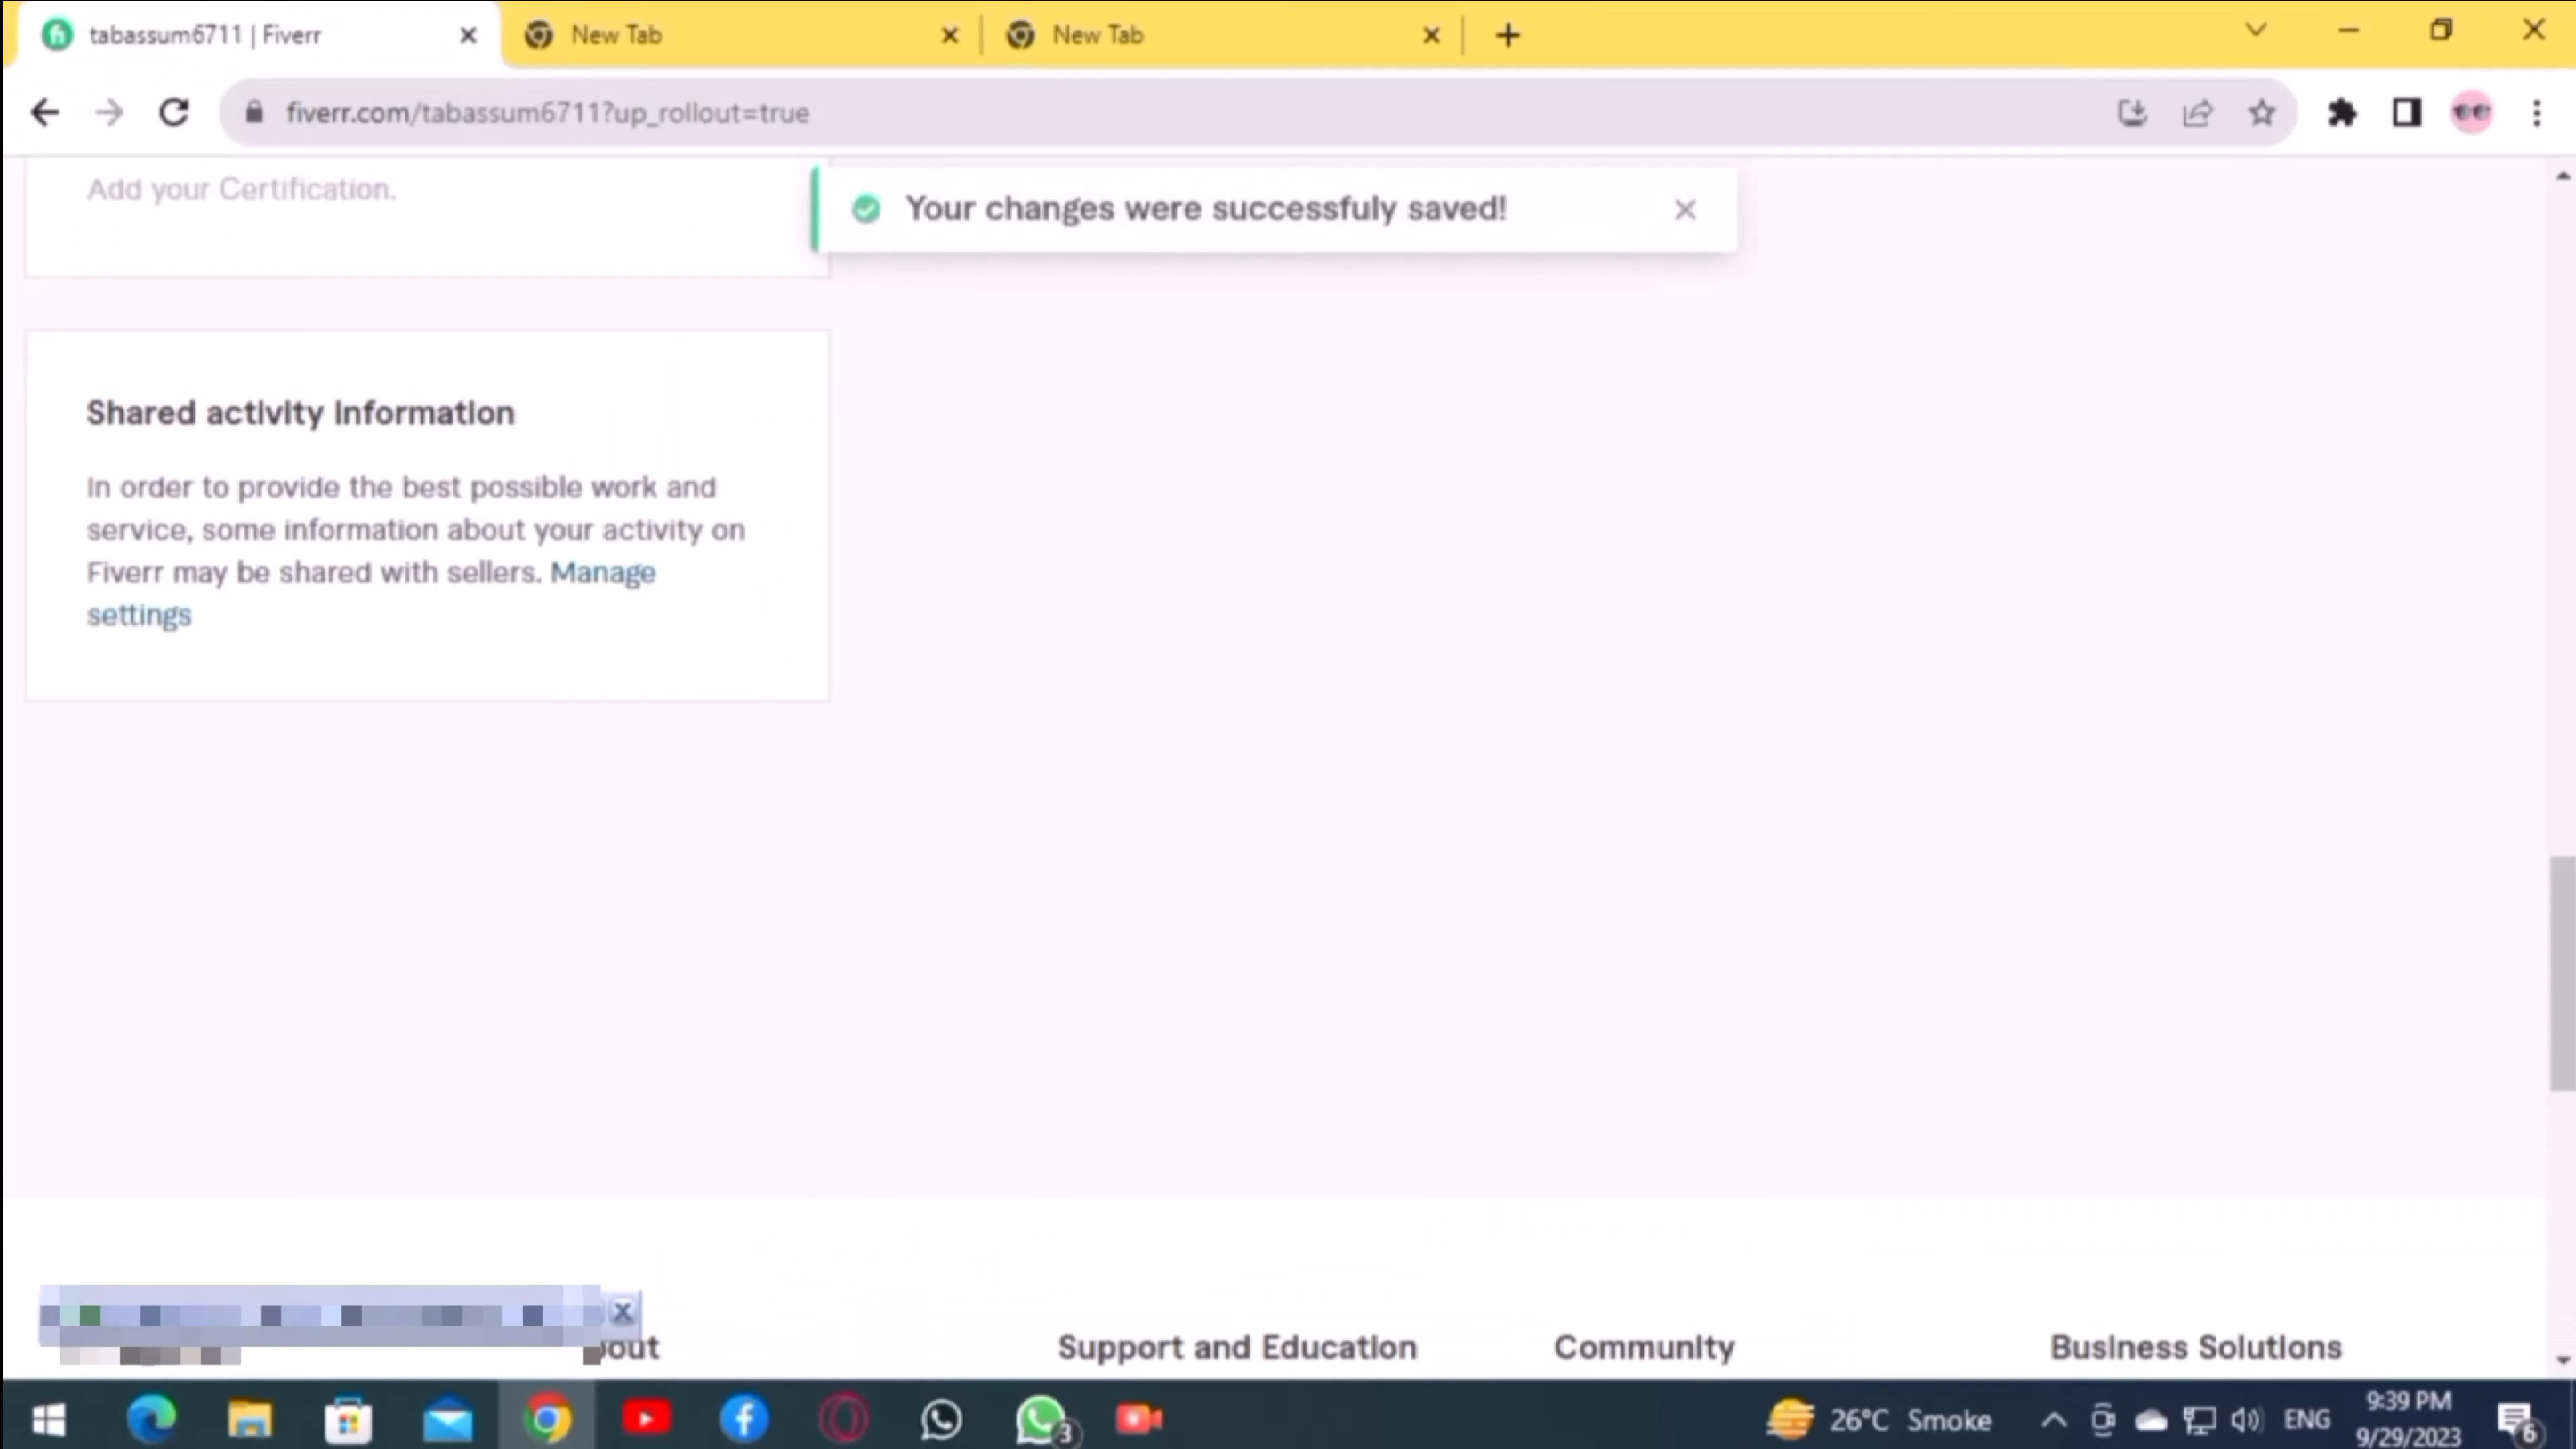 tabassum6711 | Fiverr
New Tab
New Tab
fiverr.com/tabassum6711?up_rollout=true
Add your Certification.
Your changes were successfuly saved!
Shared activity information
In order to provide the best possible work and
service, some information about your activity on
Fiverr may be shared with sellers. Manage
settings
Support and Education
Community
Business Solutions
3
26°C Smoke
ENG
9:39 PM
9/29/2023
6